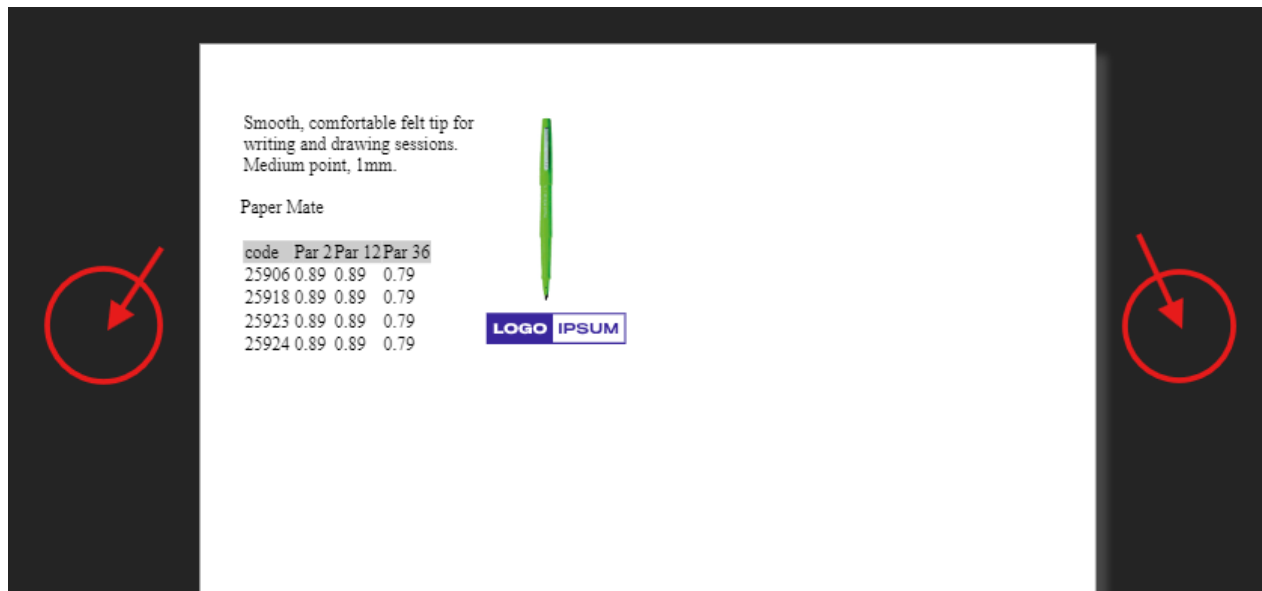 Smooth, comfortable felt tip for
writing and drawing sessions.
Medium point, 1mm.
Paper Mate
code Par 2 Par 12 Par 36
25906 0.89 0.89 0.79
25918 0.89 0.89 0.79
25923 0.89 0.89 0.79
25924 0.89 0.89 0.79
LOGO IPSUM